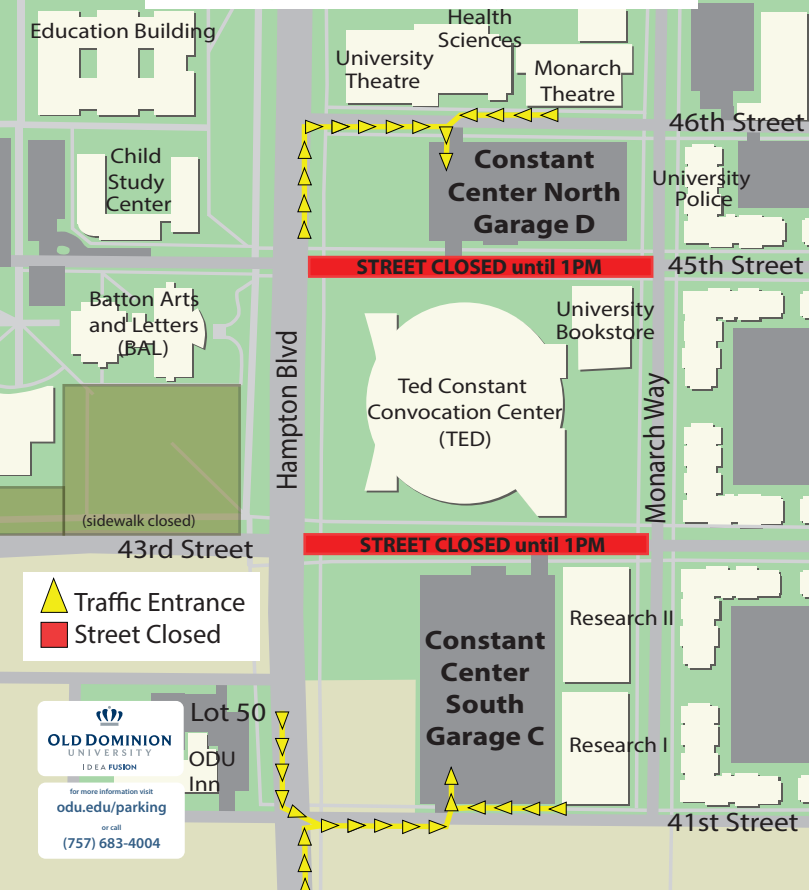 Education Building
Health
Sciences
University
Theatre
Monarch
Theatre
46th Street
Child
Study
Center
Constant
Center North
Garage D
University
Police
STREET CLOSED until 1PM
45th Street
Batton Arts
and Letters
(BAL)
University
Bookstore
Hampton Blvd
Ted Constant
Convocation Center
(TED)
Monarch Way
(sidewalk closed)
43rd Street
STREET CLOSED until 1PM
Traffic Entrance
Street Closed
Research II
Constant
Center
South
Garage C
Lot 50
OLD DOMINION
UNIVERSITY
IDEA FUSION
ODU
Inn
Research I
for more information visit
odu.edu/parking
or call
(757) 683-4004
41st Street